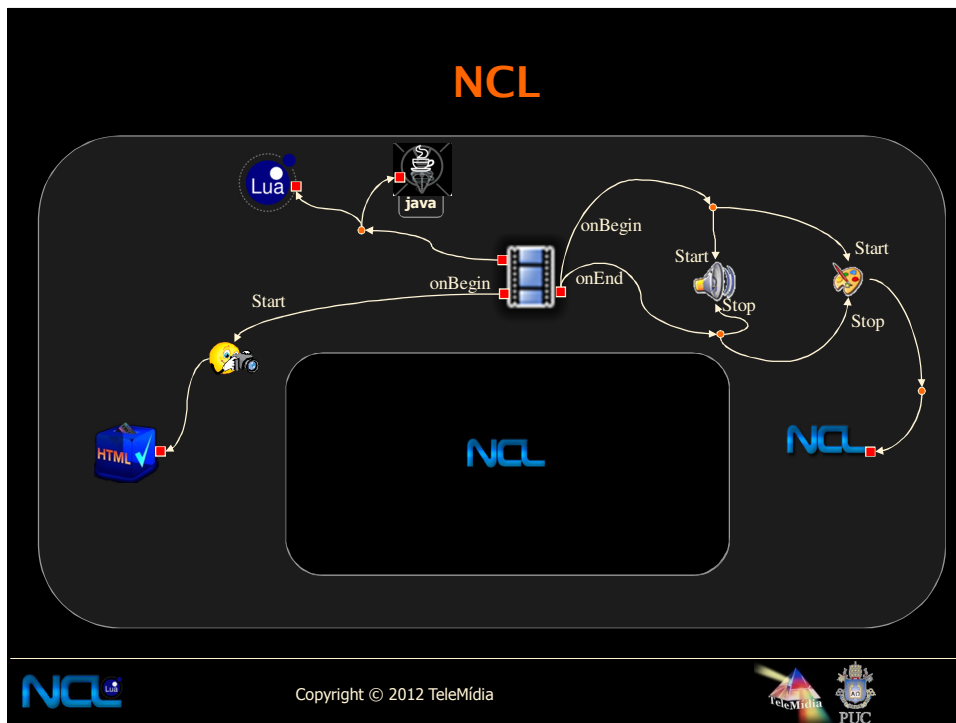 NCL
Lua
java
onBegin
Start
onBegin
onEnd
Start
Start
Stop
Stop
HTML
NCL
NCL
NCL
Lua
Copyright © 2012 TeleMídia
TeleMídia
PUC